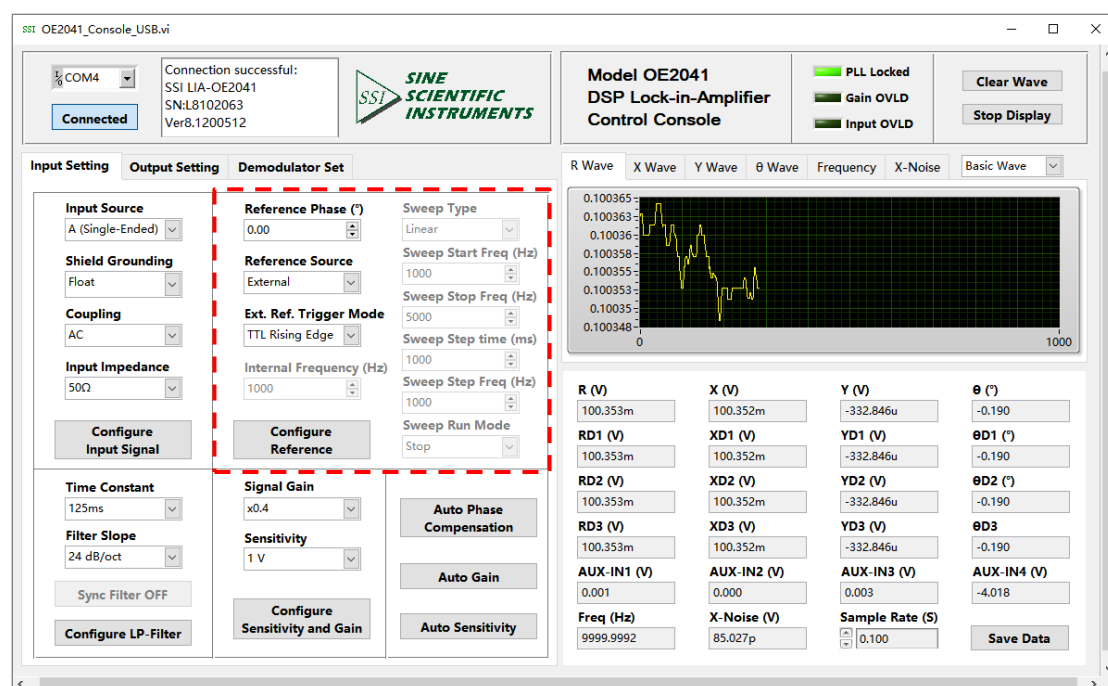 SSI OE2041_Console_USB.vi
COM4
Connected
Connection successful:
SSI LIA-OE2041
SN:L8102063
Ver8.1200512
SSI
SINE
SCIENTIFIC
INSTRUMENTS
Model OE2041
DSP Lock-in-Amplifier
Control Console
PLL Locked
Gain OVLD
Input OVLD
Clear Wave
Stop Display
Input Setting Output Setting Demodulator Set
Input Source
A (Single-Ended)
Shield Grounding
Float
Coupling
AC
Input Impedance
50Ω
Configure
Input Signal
Reference Phase (°)
0.00
Reference Source
External
Ext. Ref. Trigger Mode
TTL Rising Edge
Internal Frequency (Hz)
1000
Configure
Reference
Sweep Type
Linear
Sweep Start Freq (Hz)
1000
Sweep Stop Freq (Hz)
5000
Sweep Step time (ms)
1000
Sweep Step Freq (Hz)
1000
Sweep Run Mode
Stop
Time Constant
125ms
Filter Slope
24 dB/oct
Sync Filter OFF
Configure LP-Filter
Signal Gain
x0.4
Sensitivity
1 V
Configure
Sensitivity and Gain
Auto Phase
Compensation
Auto Gain
Auto Sensitivity
R Wave X Wave Y Wave θ Wave Frequency X-Noise Basic Wave
0.100365
0.100363
0.10036
0.100358
0.100355
0.100353
0.10035
0.100348
0 1000
R (V) X (V) Y (V) θ (°)
100.353m 100.352m -332.846u -0.190
RD1 (V) XD1 (V) YD1 (V) θD1 (°)
100.353m 100.352m -332.846u -0.190
RD2 (V) XD2 (V) YD2 (V) θD2 (°)
100.353m 100.352m -332.846u -0.190
RD3 (V) XD3 (V) YD3 (V) θD3
100.353m 100.352m -332.846u -0.190
AUX-IN1 (V) AUX-IN2 (V) AUX-IN3 (V) AUX-IN4 (V)
0.001 0.000 0.003 -4.018
Freq (Hz) X-Noise (V) Sample Rate (S)
9999.9992 85.027p 0.100 Save Data